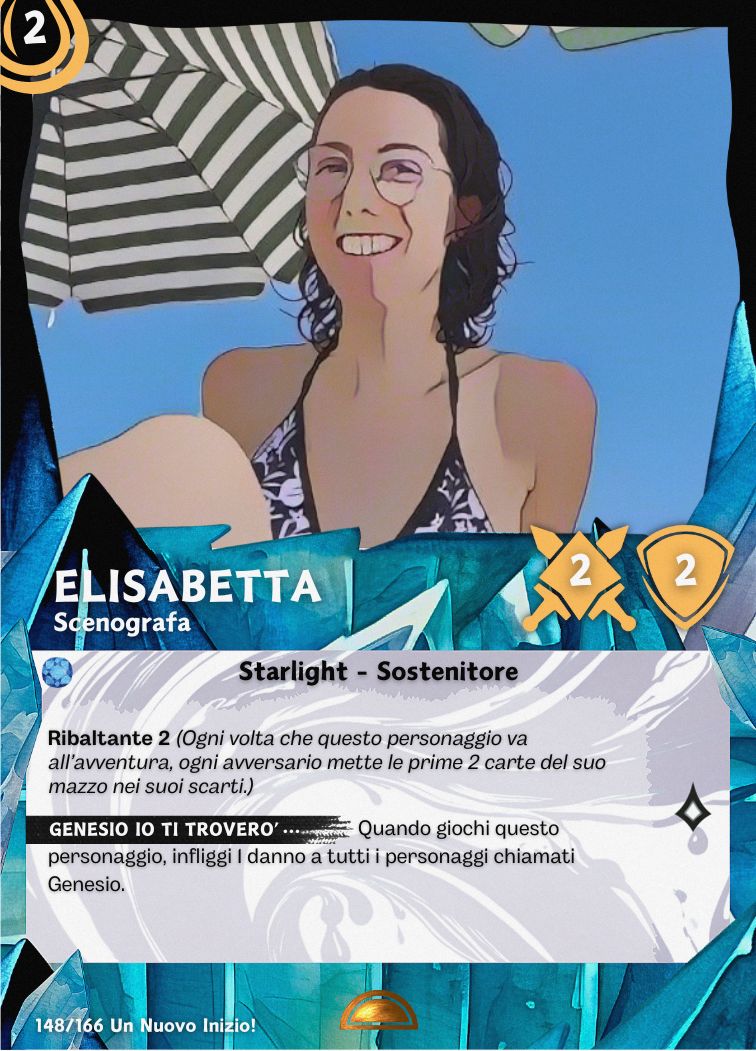 2
ELISABETTA
Scenografa
2
2
Starlight - Sostenitore
Ribaltante 2 (Ogni volta che questo personaggio va
all'avventura, ogni avversario mette le prime 2 carte del suo
mazzo nei suoi scarti.)
GENESIO IO TI TROVERO' ... Quando giochi questo
personaggio, infliggi 1 danno a tutti i personaggi chiamati
Genesio.
148/166 Un Nuovo Inizio!